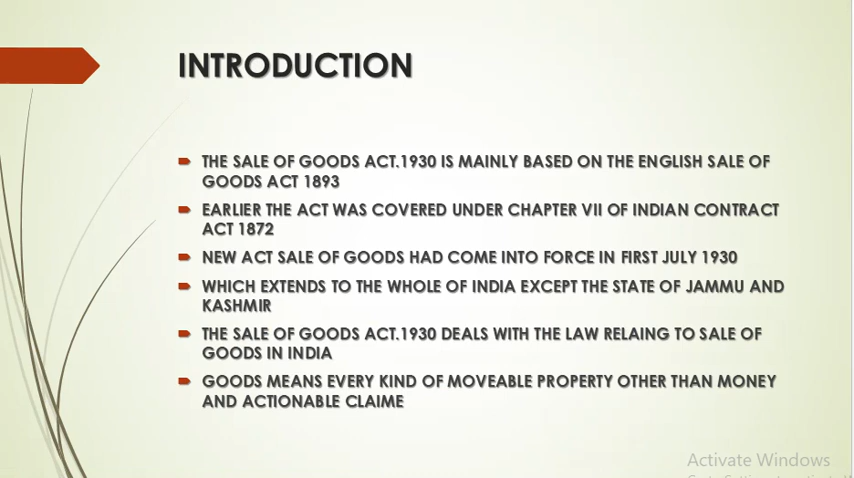 INTRODUCTION
THE SALE OF GOODS ACT.1930 IS MAINLY BASED ON THE ENGLISH SALE OF
GOODS ACT 1893
EARLIER THE ACT WAS COVERED UNDER CHAPTER VII OF INDIAN CONTRACT
ACT 1872
NEW ACT SALE OF GOODS HAD COME INTO FORCE IN FIRST JULY 1930
WHICH EXTENDS TO THE WHOLE OF INDIA EXCEPT THE STATE OF JAMMU AND
KASHMIR
THE SALE OF GOODS ACT.1930 DEALS WITH THE LAW RELAING TO SALE OF
GOODS IN INDIA
GOODS MEANS EVERY KIND OF MOVEABLE PROPERTY OTHER THAN MONEY
AND ACTIONABLE CLAIME
Activate Windows